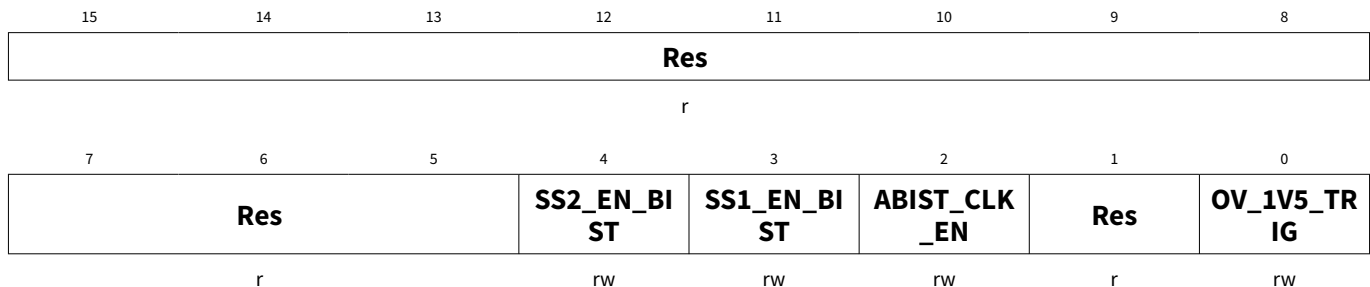 15 14 13 12 11 10 9 8
Res
r
7 6 5 4 3 2 1 0
Res SS2_EN_BI SS1_EN_BI ABIST_CLK Res OV_1V5_TR
ST ST _EN IG
r rw rw rw r rw